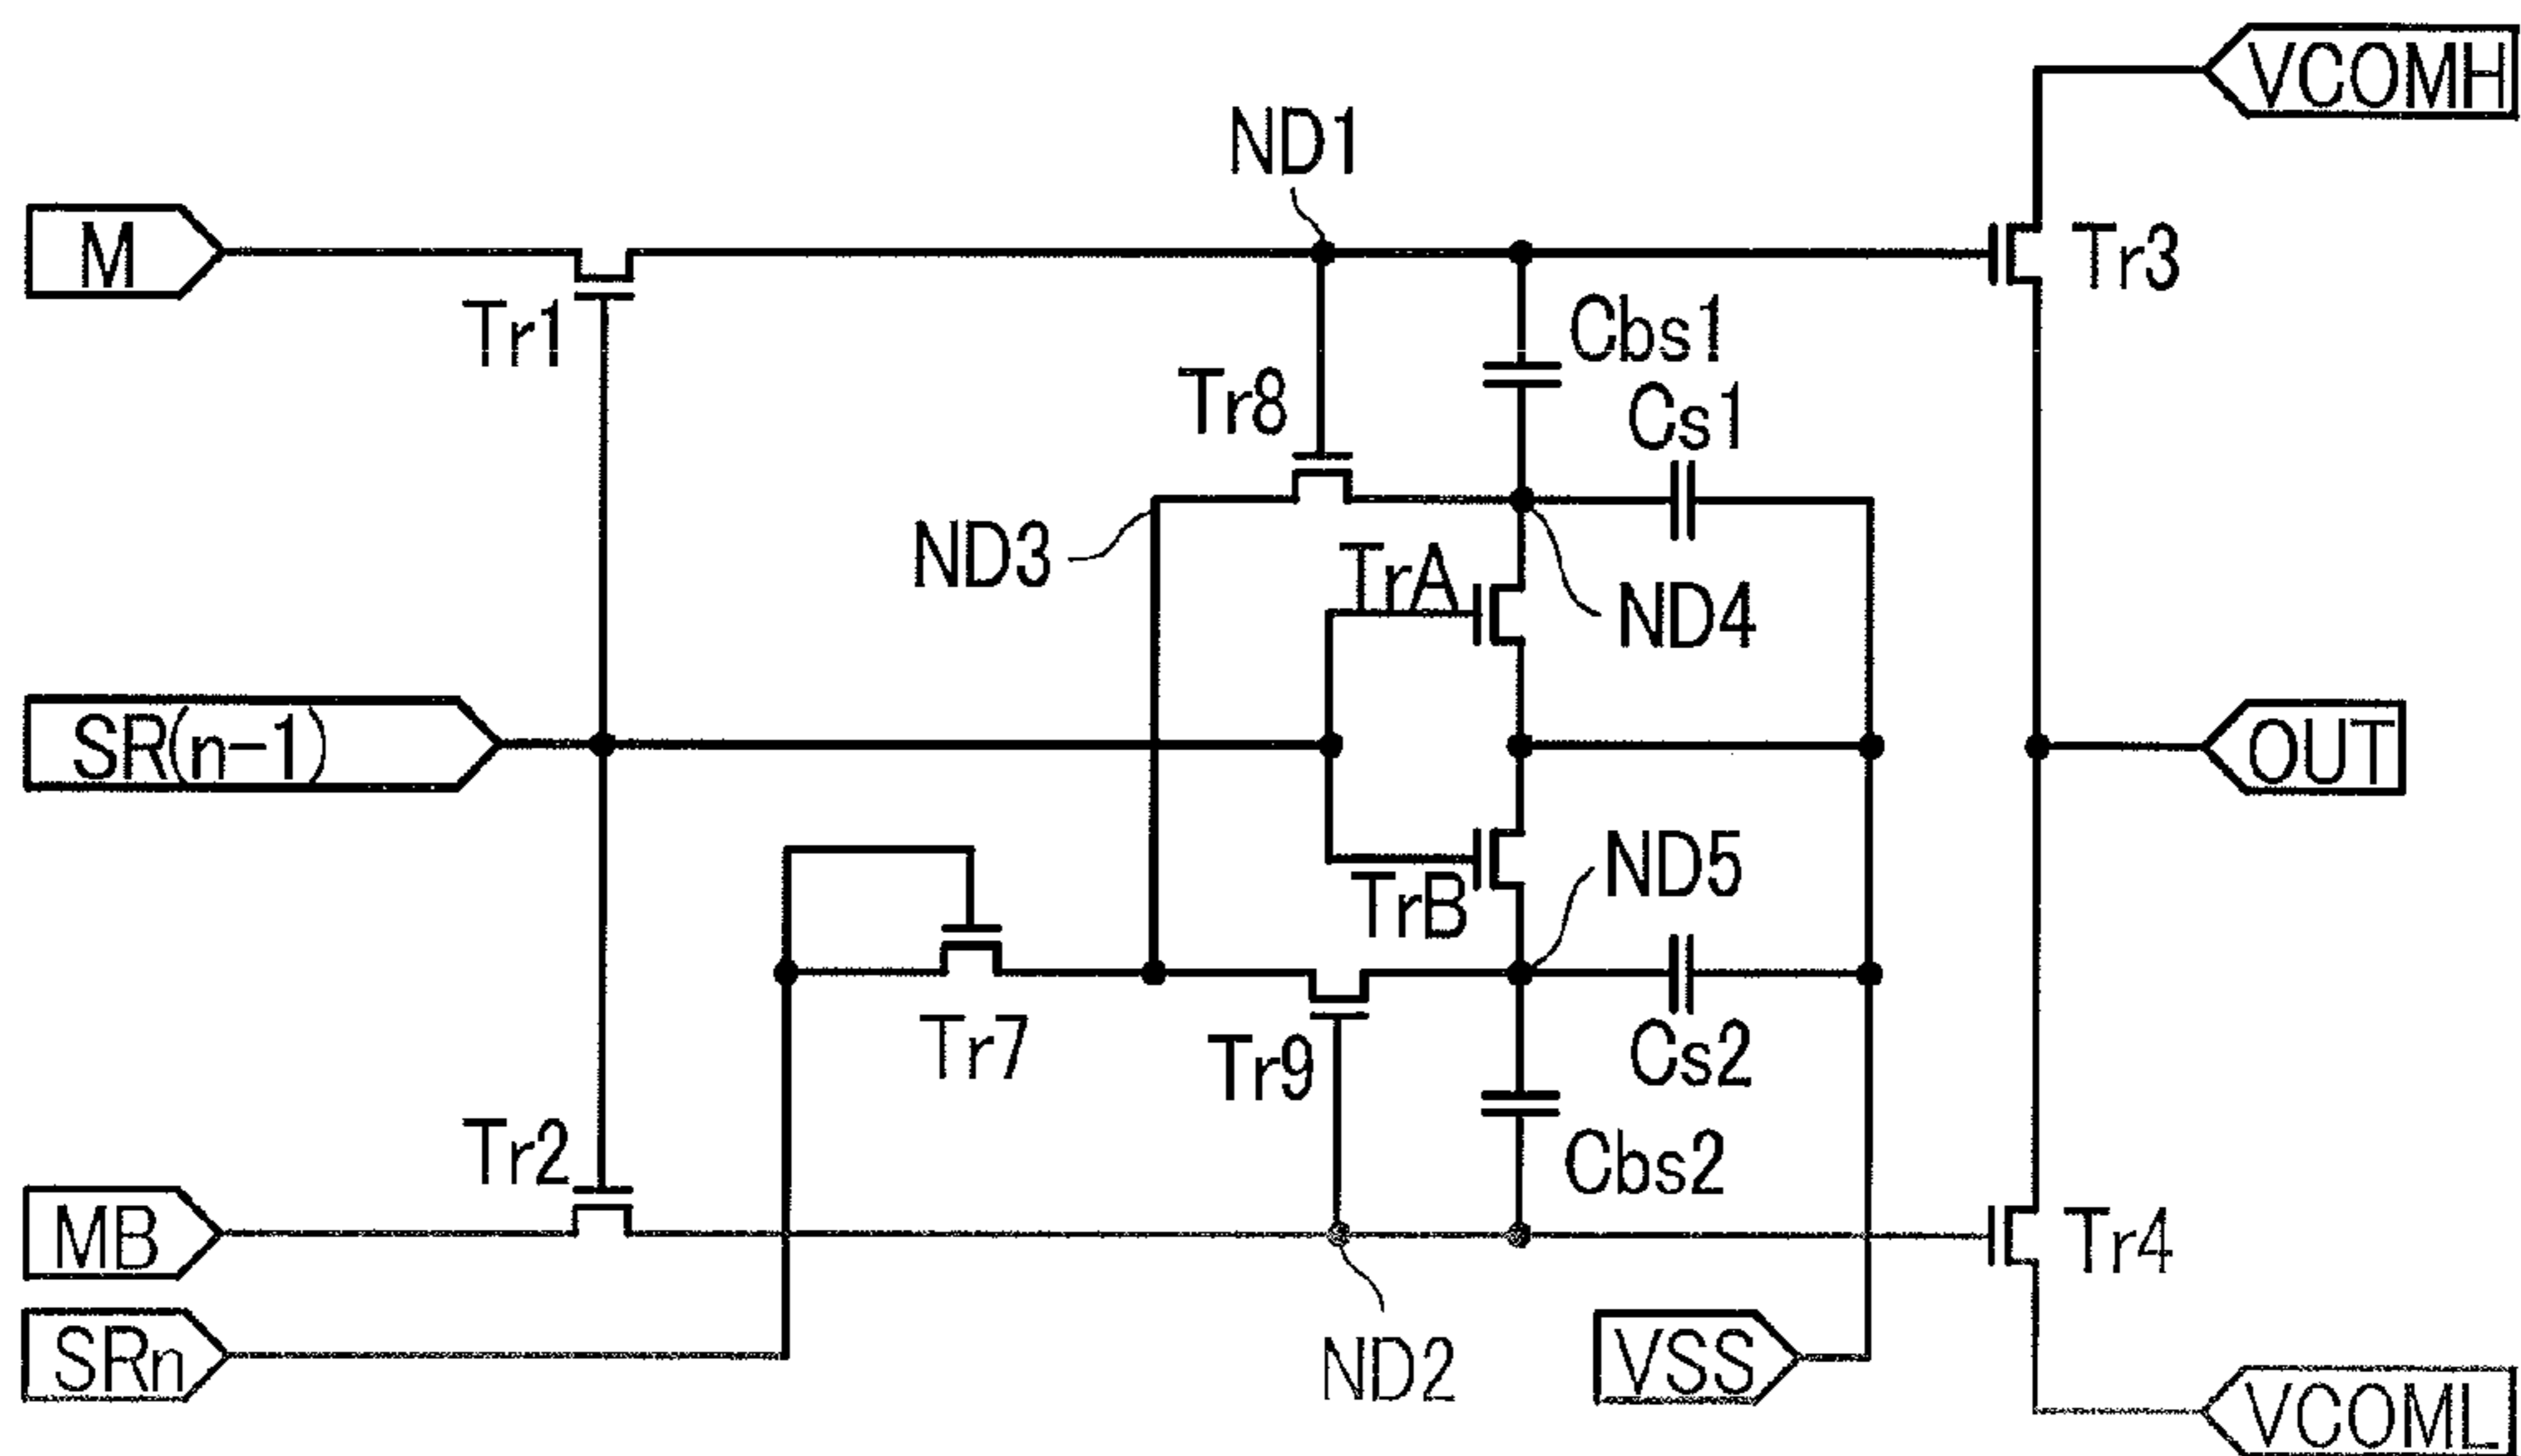 VCOMH
ND1
M
Tr3
Tr1
Cbs1
Tr8
Cs1
ND3
TrA
ND4
SR(n-1)
OUT
ND5
TrB
Tr7
Tr9
Cs2
Tr2
Cbs2
MB
Tr4
SRn
ND2
VSS
VCOML